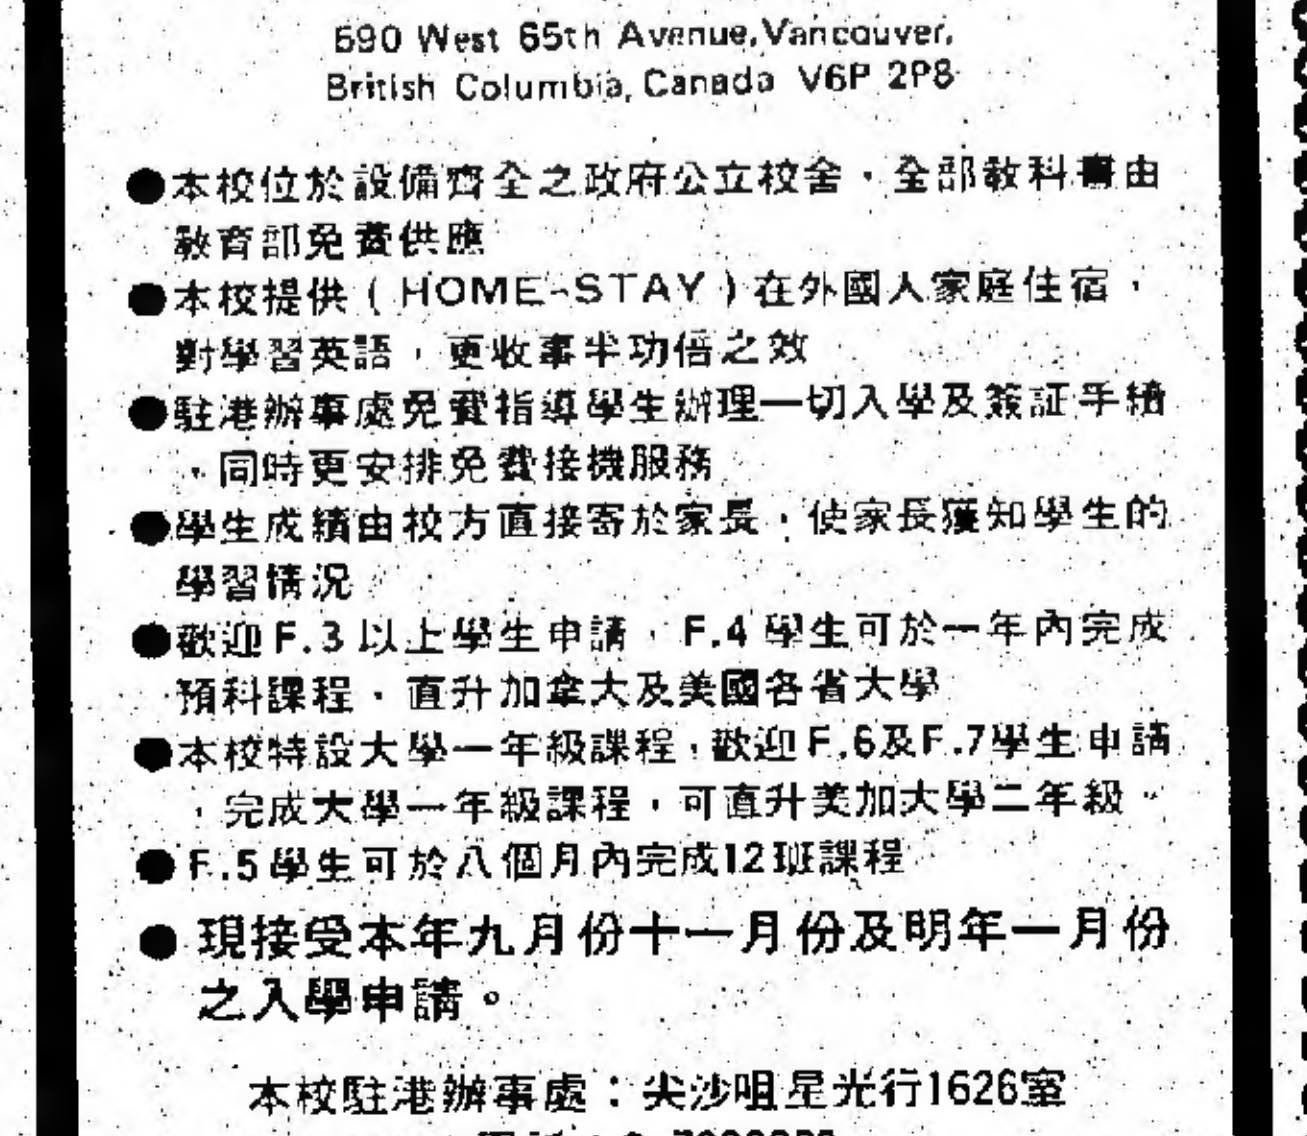 590 West 65th Avenue, Vancouver,
British Columbia, Canada V6P 2P8
●本校位於設備齊全之政府公立校舍，全部教科書由
教育部免費供應
●本校提供（HOME-STAY）在外國人家庭住宿，
對學習英語，更收事半功倍之效
●駐港辦事處免費指導學生辦理一切入學及簽証手續
，同時更安排免費接機服務
●學生成績由校方直接寄於家長，使家長獲知學生的
學習情況
●歡迎F.3以上學生申請，F.4學生可於一年內完成
預科課程，直升加拿大及美國各省大學
●本校特設大學一年級課程，歡迎F.6及F.7學生申請
，完成大學一年級課程，可直升美加大學二年級。
●F.5學生可於八個月內完成12班課程
●現接受本年九月份十一月份及明年一月份
之入學申請。
本校駐港辦事處：尖沙咀星光行1626室